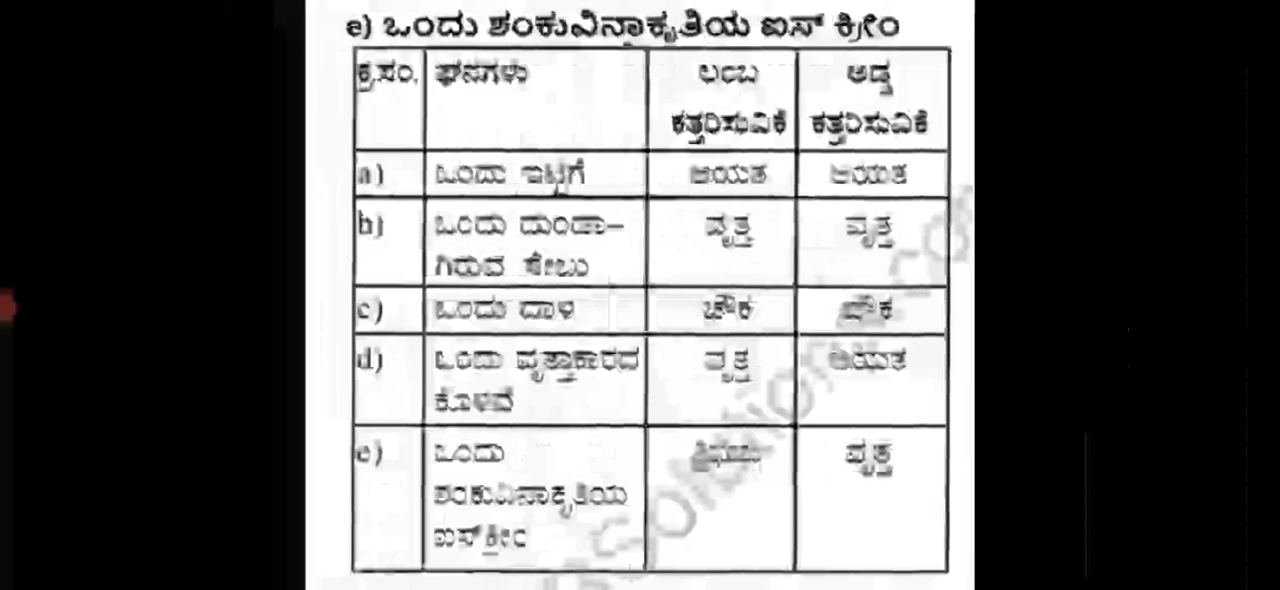 e) ಒಂದು ಶಂಕುವಿನಾಕೃತಿಯ ಐಸ್ ಕ್ರೀಂ
ಕ್ರ.ಸಂ. ಘನಗಳು ಲಂಬ ಅಡ್ಡ
ಕತ್ತರಿಸುವಿಕೆ ಕತ್ತರಿಸುವಿಕೆ
a) ಒಂದು ಇಟ್ಟಿಗೆ ಆಯತ ಆಯತ
b) ಒಂದು ದುಂಡಾ– ವೃತ್ತ ವೃತ್ತ
ಗಿರುವ ಸೇಬು
c) ಒಂದು ದಾಳ ಚೌಕ ಚೌಕ
d) ಒಂದು ವೃತ್ತಾಕಾರದ ವೃತ್ತ ಆಯತ
ಕೊಳವೆ
e) ಒಂದು ತ್ರಿಭುಜ ವೃತ್ತ
ಶಂಕುವಿನಾಕೃತಿಯ
ಐಸ್‌ಕ್ರೀಂ